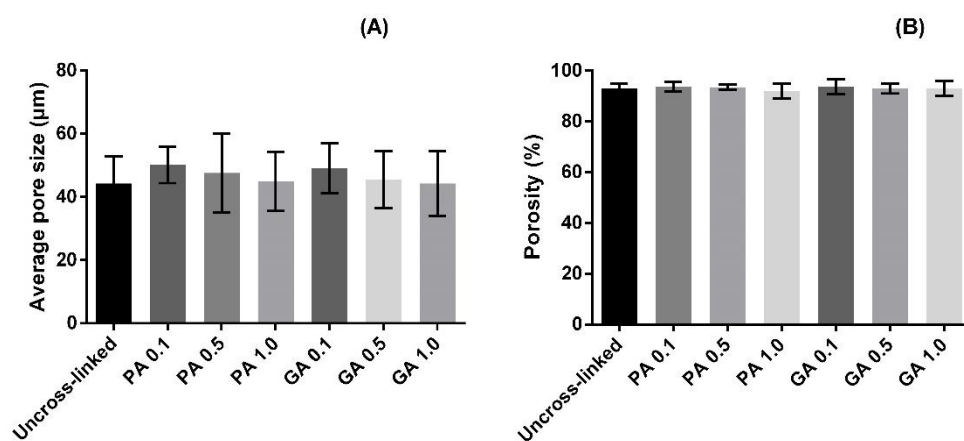 (A)
Average pore size (µm)
80
60
40
20
0
Uncross-linked
PA 0.1
PA 0.5
PA 1.0
GA 0.1
GA 0.5
GA 1.0
(B)
Porosity (%)
100
80
60
40
20
0
Uncross-linked
PA 0.1
PA 0.5
PA 1.0
GA 0.1
GA 0.5
GA 1.0